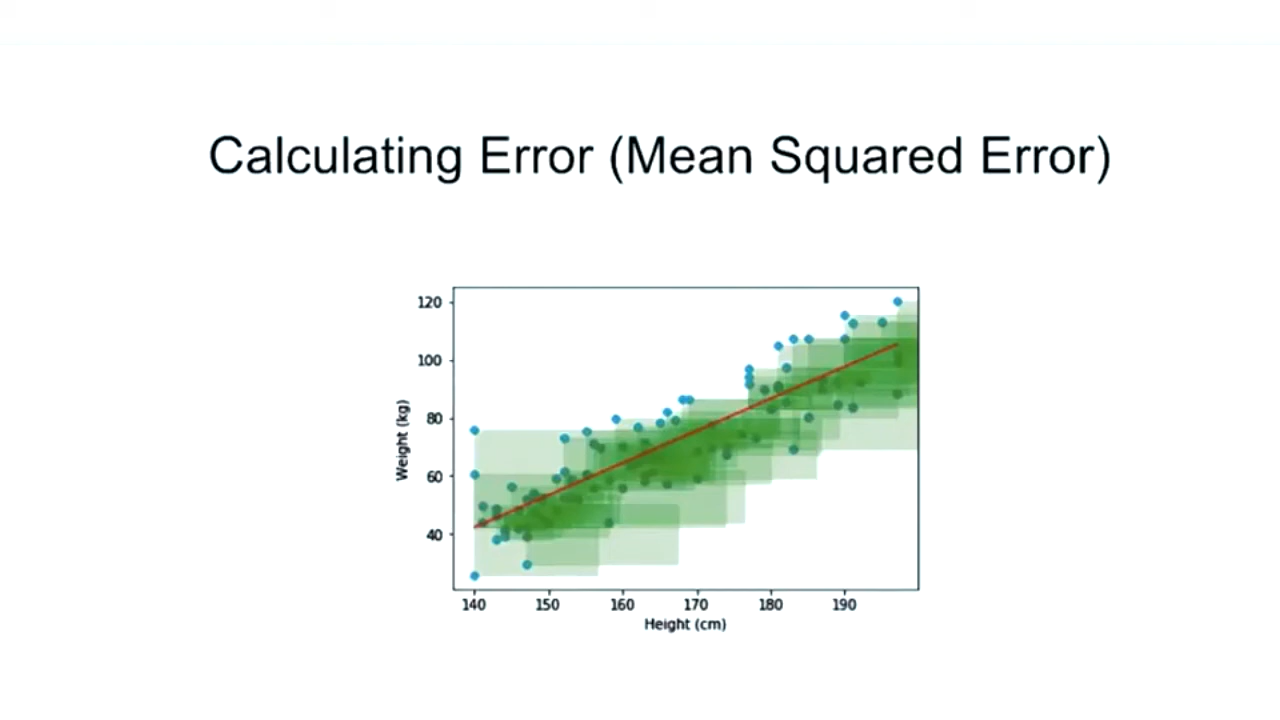 Calculating Error (Mean Squared Error)
120
100
80
60
40
Weight (kg)
140 150 160 170 180 190
Height (cm)